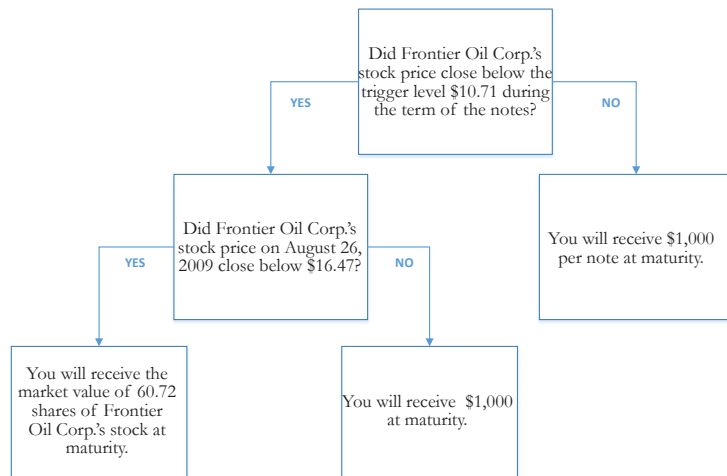 Did Frontier Oil Corp.'s
stock price close below the
trigger level $10.71 during
the term of the notes?
YES
NO
Did Frontier Oil Corp.'s
stock price on August 26,
2009 close below $16.47?
You will receive $1,000
per note at maturity.
YES
NO
You will receive the
market value of 60.72
shares of Frontier
Oil Corp.'s stock at
maturity.
You will receive $1,000
at maturity.